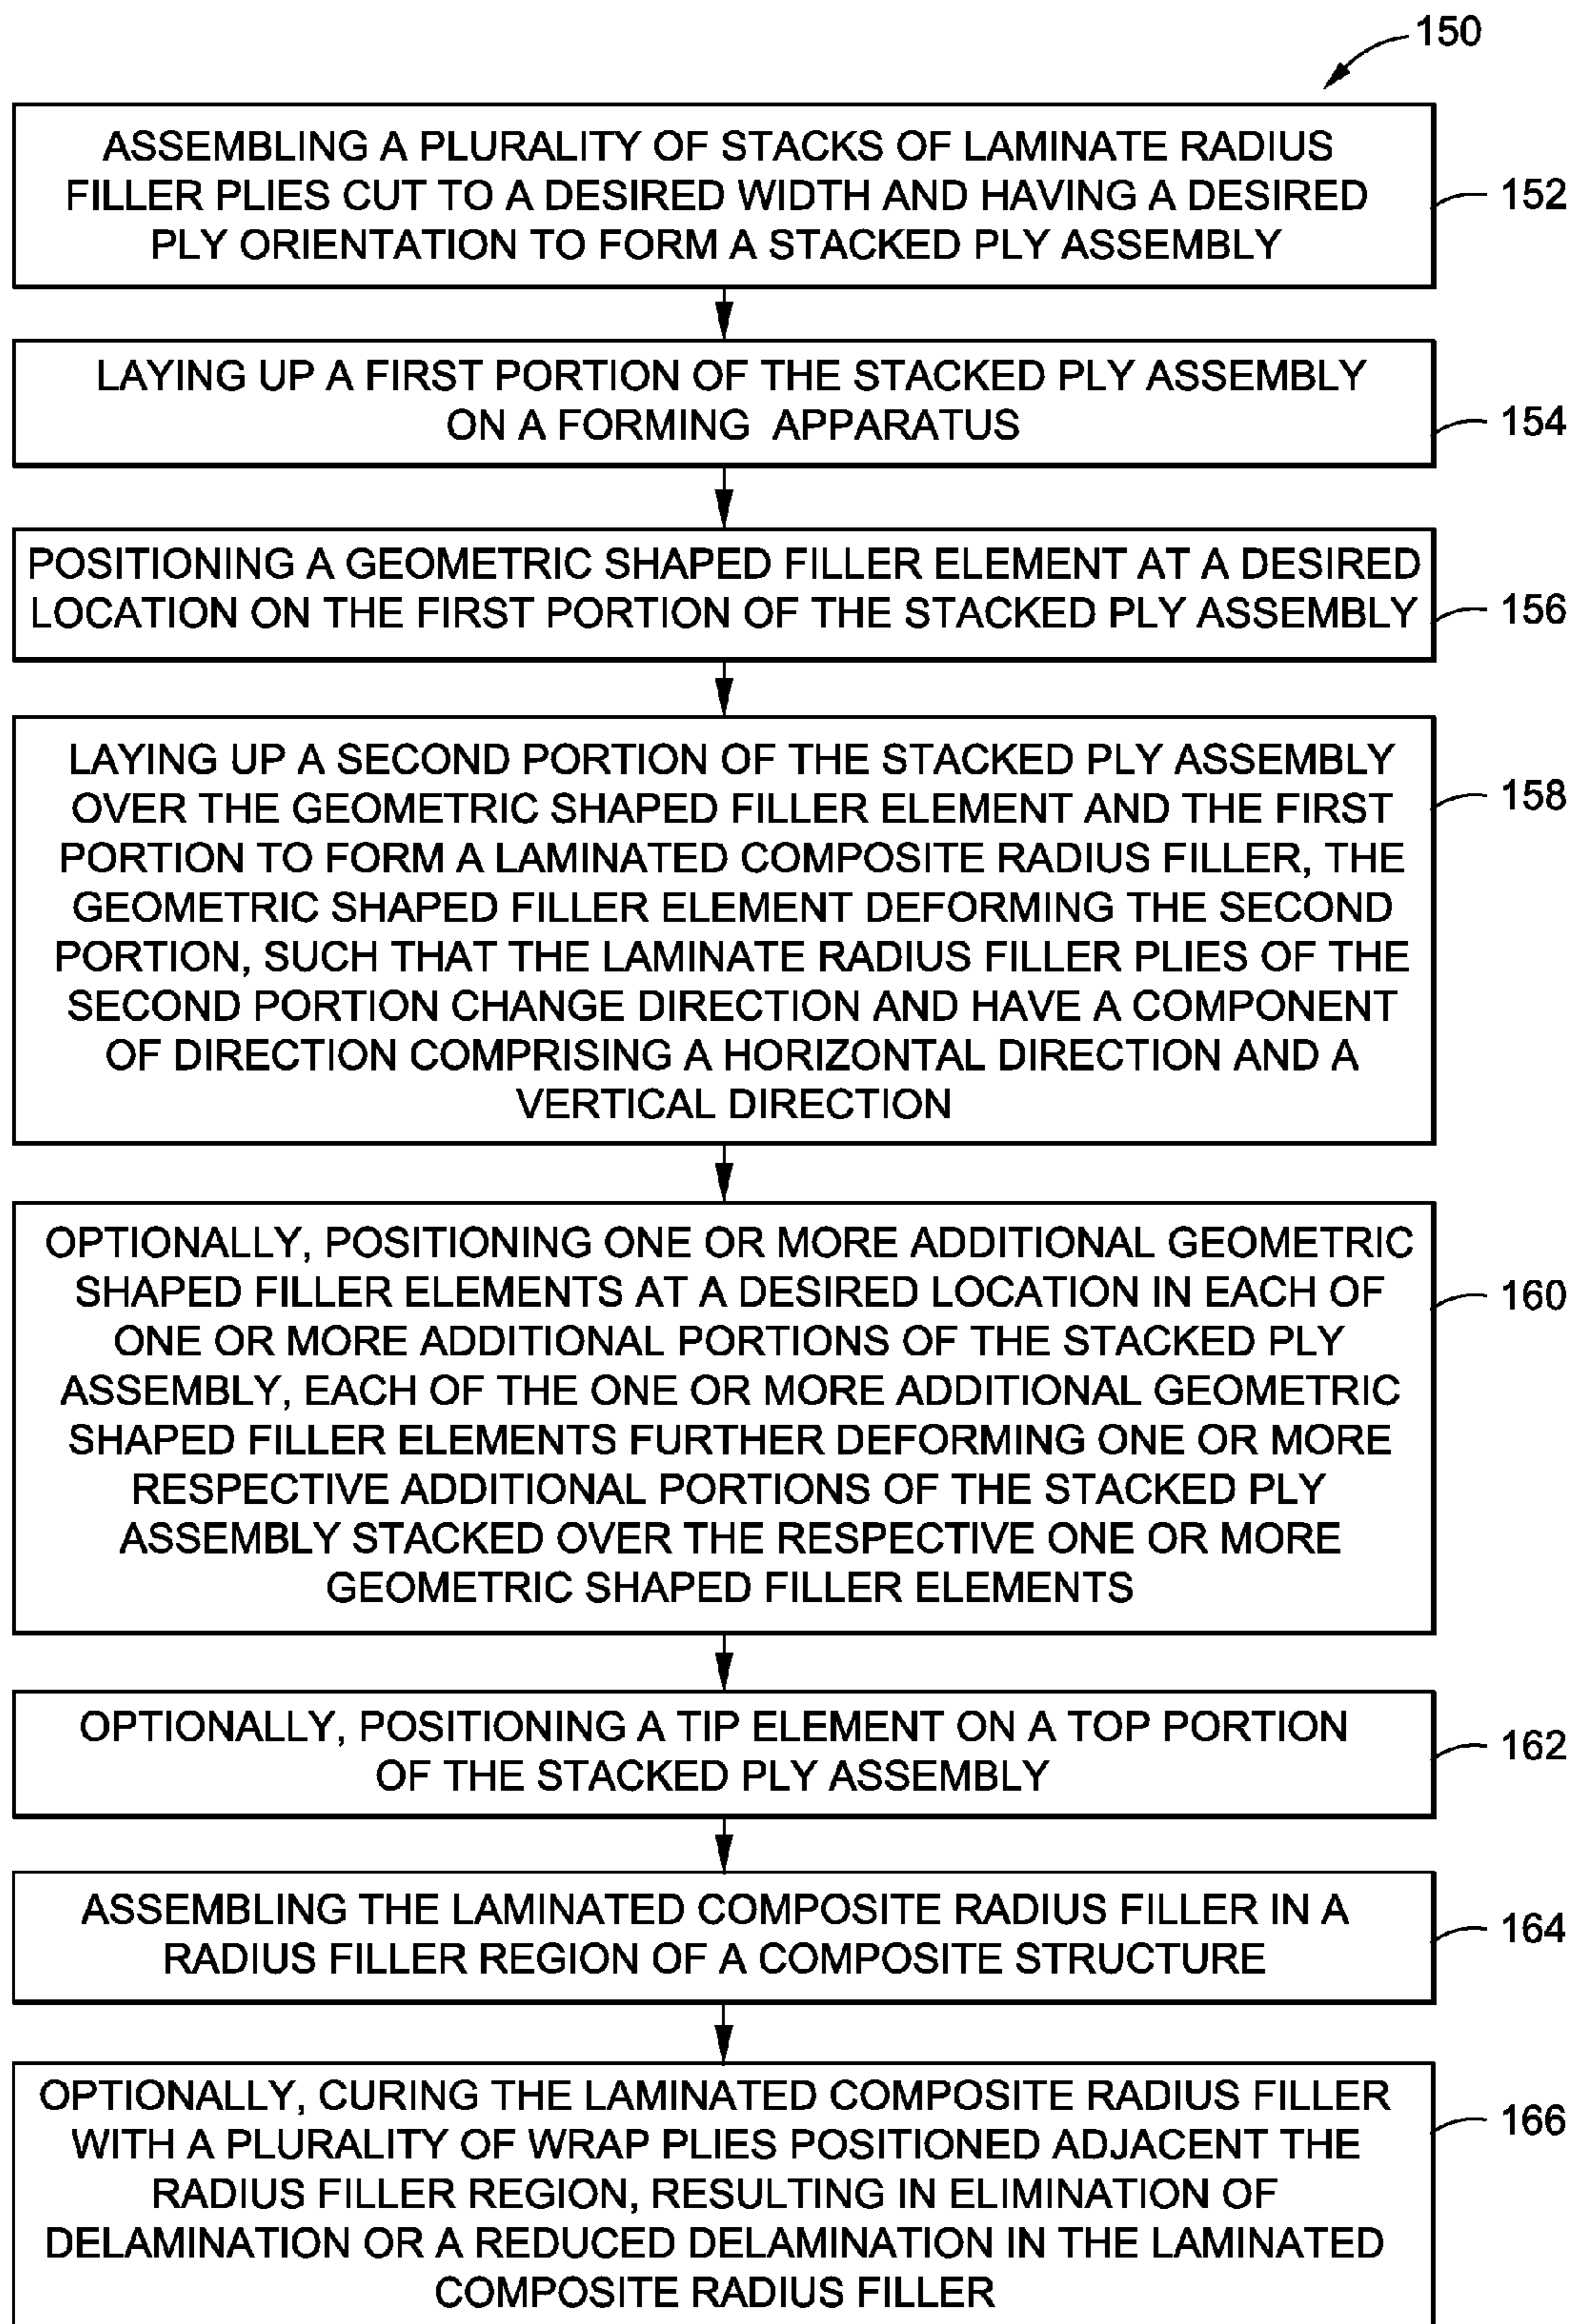 150
ASSEMBLING A PLURALITY OF STACKS OF LAMINATE RADIUS
FILLER PLIES CUT TO A DESIRED WIDTH AND HAVING A DESIRED
PLY ORIENTATION TO FORM A STACKED PLY ASSEMBLY
152
LAYING UP A FIRST PORTION OF THE STACKED PLY ASSEMBLY
ON A FORMING APPARATUS
154
POSITIONING A GEOMETRIC SHAPED FILLER ELEMENT AT A DESIRED
LOCATION ON THE FIRST PORTION OF THE STACKED PLY ASSEMBLY
156
LAYING UP A SECOND PORTION OF THE STACKED PLY ASSEMBLY
OVER THE GEOMETRIC SHAPED FILLER ELEMENT AND THE FIRST
PORTION TO FORM A LAMINATED COMPOSITE RADIUS FILLER, THE
GEOMETRIC SHAPED FILLER ELEMENT DEFORMING THE SECOND
PORTION, SUCH THAT THE LAMINATE RADIUS FILLER PLIES OF THE
SECOND PORTION CHANGE DIRECTION AND HAVE A COMPONENT
OF DIRECTION COMPRISING A HORIZONTAL DIRECTION AND A
VERTICAL DIRECTION
158
OPTIONALLY, POSITIONING ONE OR MORE ADDITIONAL GEOMETRIC
SHAPED FILLER ELEMENTS AT A DESIRED LOCATION IN EACH OF
ONE OR MORE ADDITIONAL PORTIONS OF THE STACKED PLY
ASSEMBLY, EACH OF THE ONE OR MORE ADDITIONAL GEOMETRIC
SHAPED FILLER ELEMENTS FURTHER DEFORMING ONE OR MORE
RESPECTIVE ADDITIONAL PORTIONS OF THE STACKED PLY
ASSEMBLY STACKED OVER THE RESPECTIVE ONE OR MORE
GEOMETRIC SHAPED FILLER ELEMENTS
160
OPTIONALLY, POSITIONING A TIP ELEMENT ON A TOP PORTION
OF THE STACKED PLY ASSEMBLY
162
ASSEMBLING THE LAMINATED COMPOSITE RADIUS FILLER IN A
RADIUS FILLER REGION OF A COMPOSITE STRUCTURE
164
OPTIONALLY, CURING THE LAMINATED COMPOSITE RADIUS FILLER
WITH A PLURALITY OF WRAP PLIES POSITIONED ADJACENT THE
RADIUS FILLER REGION, RESULTING IN ELIMINATION OF
DELAMINATION OR A REDUCED DELAMINATION IN THE LAMINATED
COMPOSITE RADIUS FILLER
166